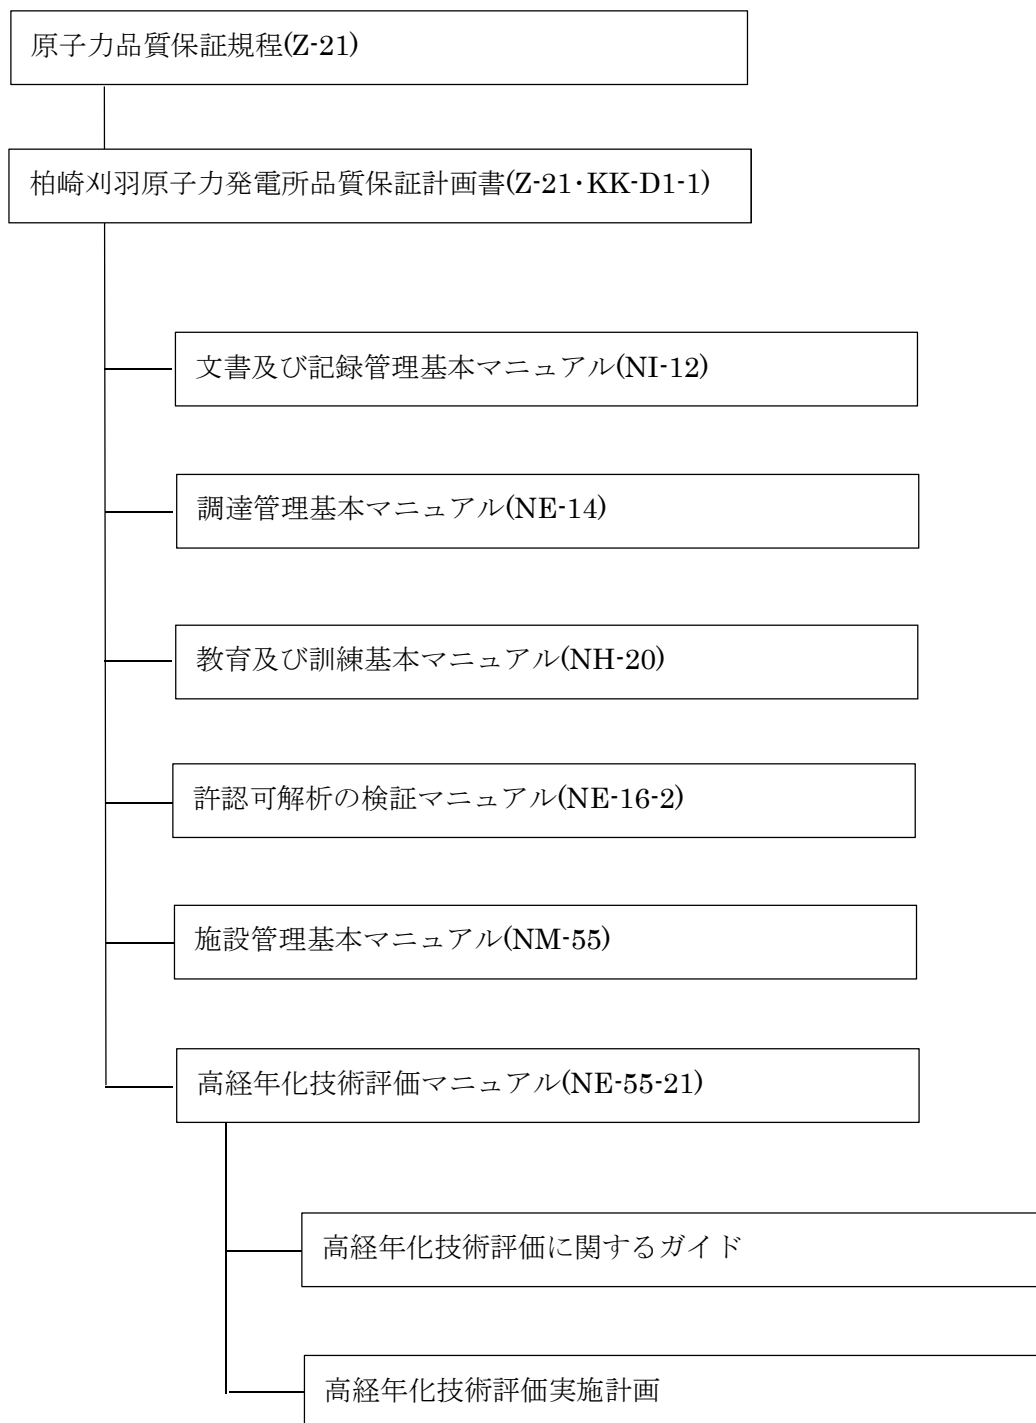 原子力品質保証規程(Z-21)
柏崎刈羽原子力発電所品質保証計画書(Z-21･KK-D1-1)
文書及び記録管理基本マニュアル(NI-12)
調達管理基本マニュアル(NE-14)
教育及び訓練基本マニュアル(NH-20)
許認可解析の検証マニュアル(NE-16-2)
施設管理基本マニュアル(NM-55)
高経年化技術評価マニュアル(NE-55-21)
高経年化技術評価に関するガイド
高経年化技術評価実施計画